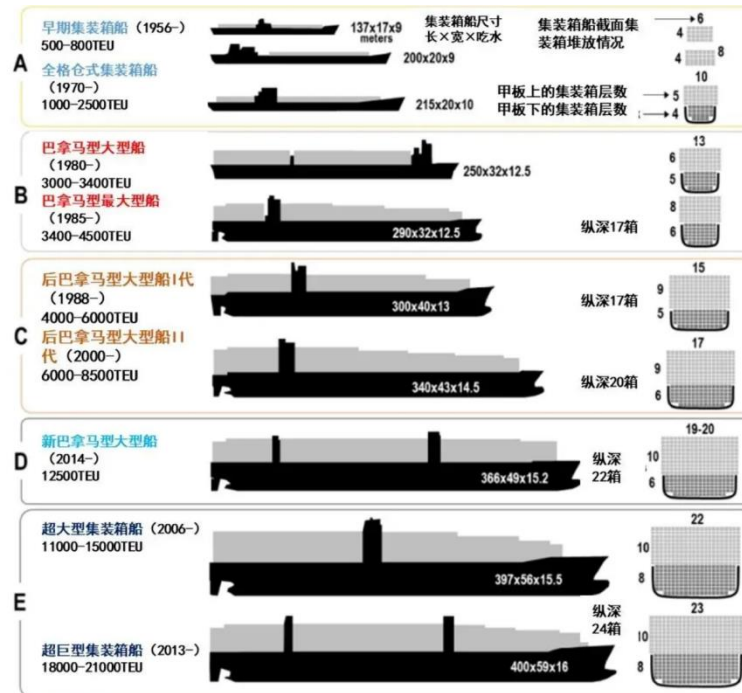 A
早期集装箱船（1956-）
500-800TEU
137x17x9
meters
集装箱船尺寸
长×宽×吃水
集装箱船截面集
装箱堆放情况
6
4
200x20x9
4
8
全格仓式集装箱船
（1970-）
1000-2500TEU
215x20x10
甲板上的集装箱层数
甲板下的集装箱层数
10
5
4
B
巴拿马型大型船
（1980-）
3000-3400TEU
250x32x12.5
13
6
5
巴拿马型最大型船
（1985-）
3400-4500TEU
290x32x12.5
纵深17箱
8
6
C
后巴拿马型大型船I代
（1988-）
4000-6000TEU
300x40x13
纵深17箱
15
9
5
后巴拿马型大型船II
代（2000-）
6000-8500TEU
340x43x14.5
纵深20箱
17
9
6
D
新巴拿马型大型船
（2014-）
12500TEU
366x49x15.2
纵深
22箱
19-20
10
6
E
超大型集装箱船（2006-）
11000-15000TEU
397x56x15.5
22
10
8
纵深
24箱
超巨型集装箱船（2013-）
18000-21000TEU
400x59x16
23
10
8